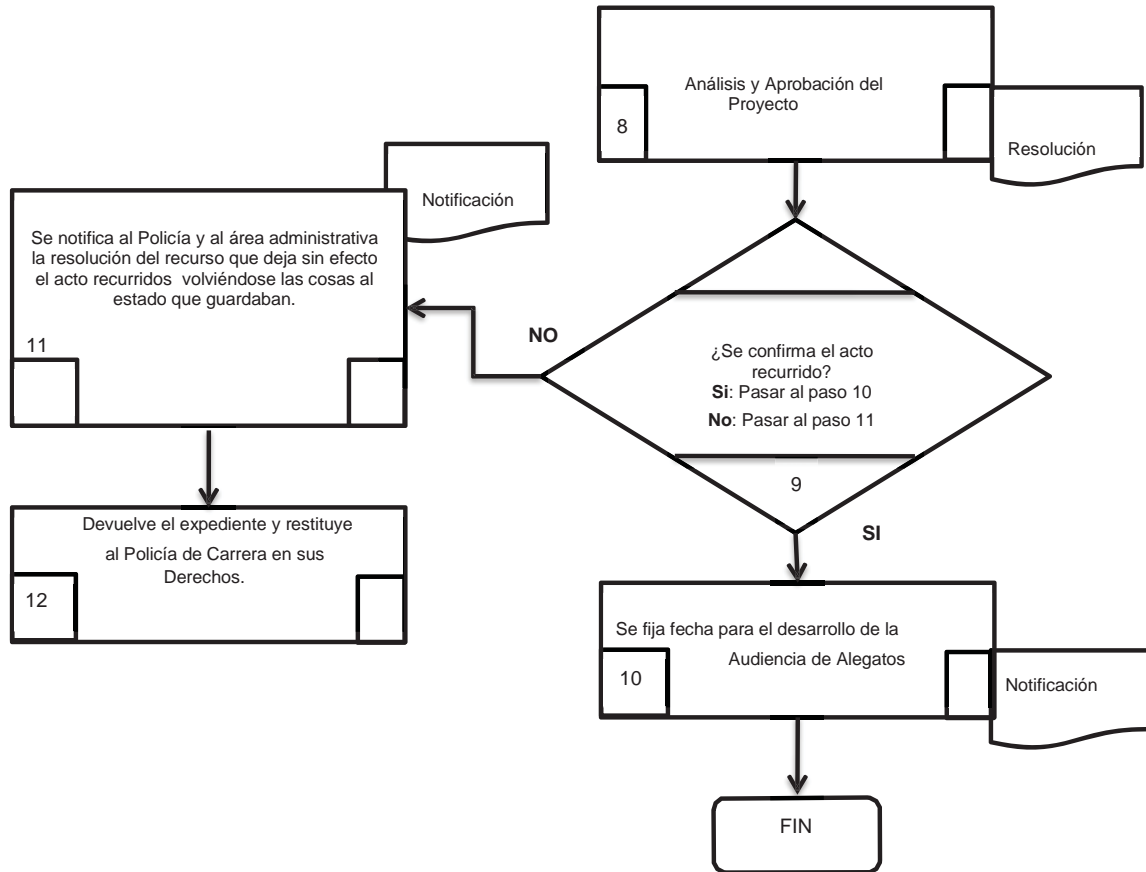 Análisis y Aprobación del
Proyecto
8
Resolución
Notificación
Se notifica al Policía y al área administrativa
la resolución del recurso que deja sin efecto
el acto recurridos volviéndose las cosas al
estado que guardaban.
11
NO
¿Se confirma el acto
recurrido?
Si: Pasar al paso 10
No: Pasar al paso 11
9
SI
Devuelve el expediente y restituye
al Policía de Carrera en sus
Derechos.
12
Se fija fecha para el desarrollo de la
Audiencia de Alegatos
10
Notificación
FIN